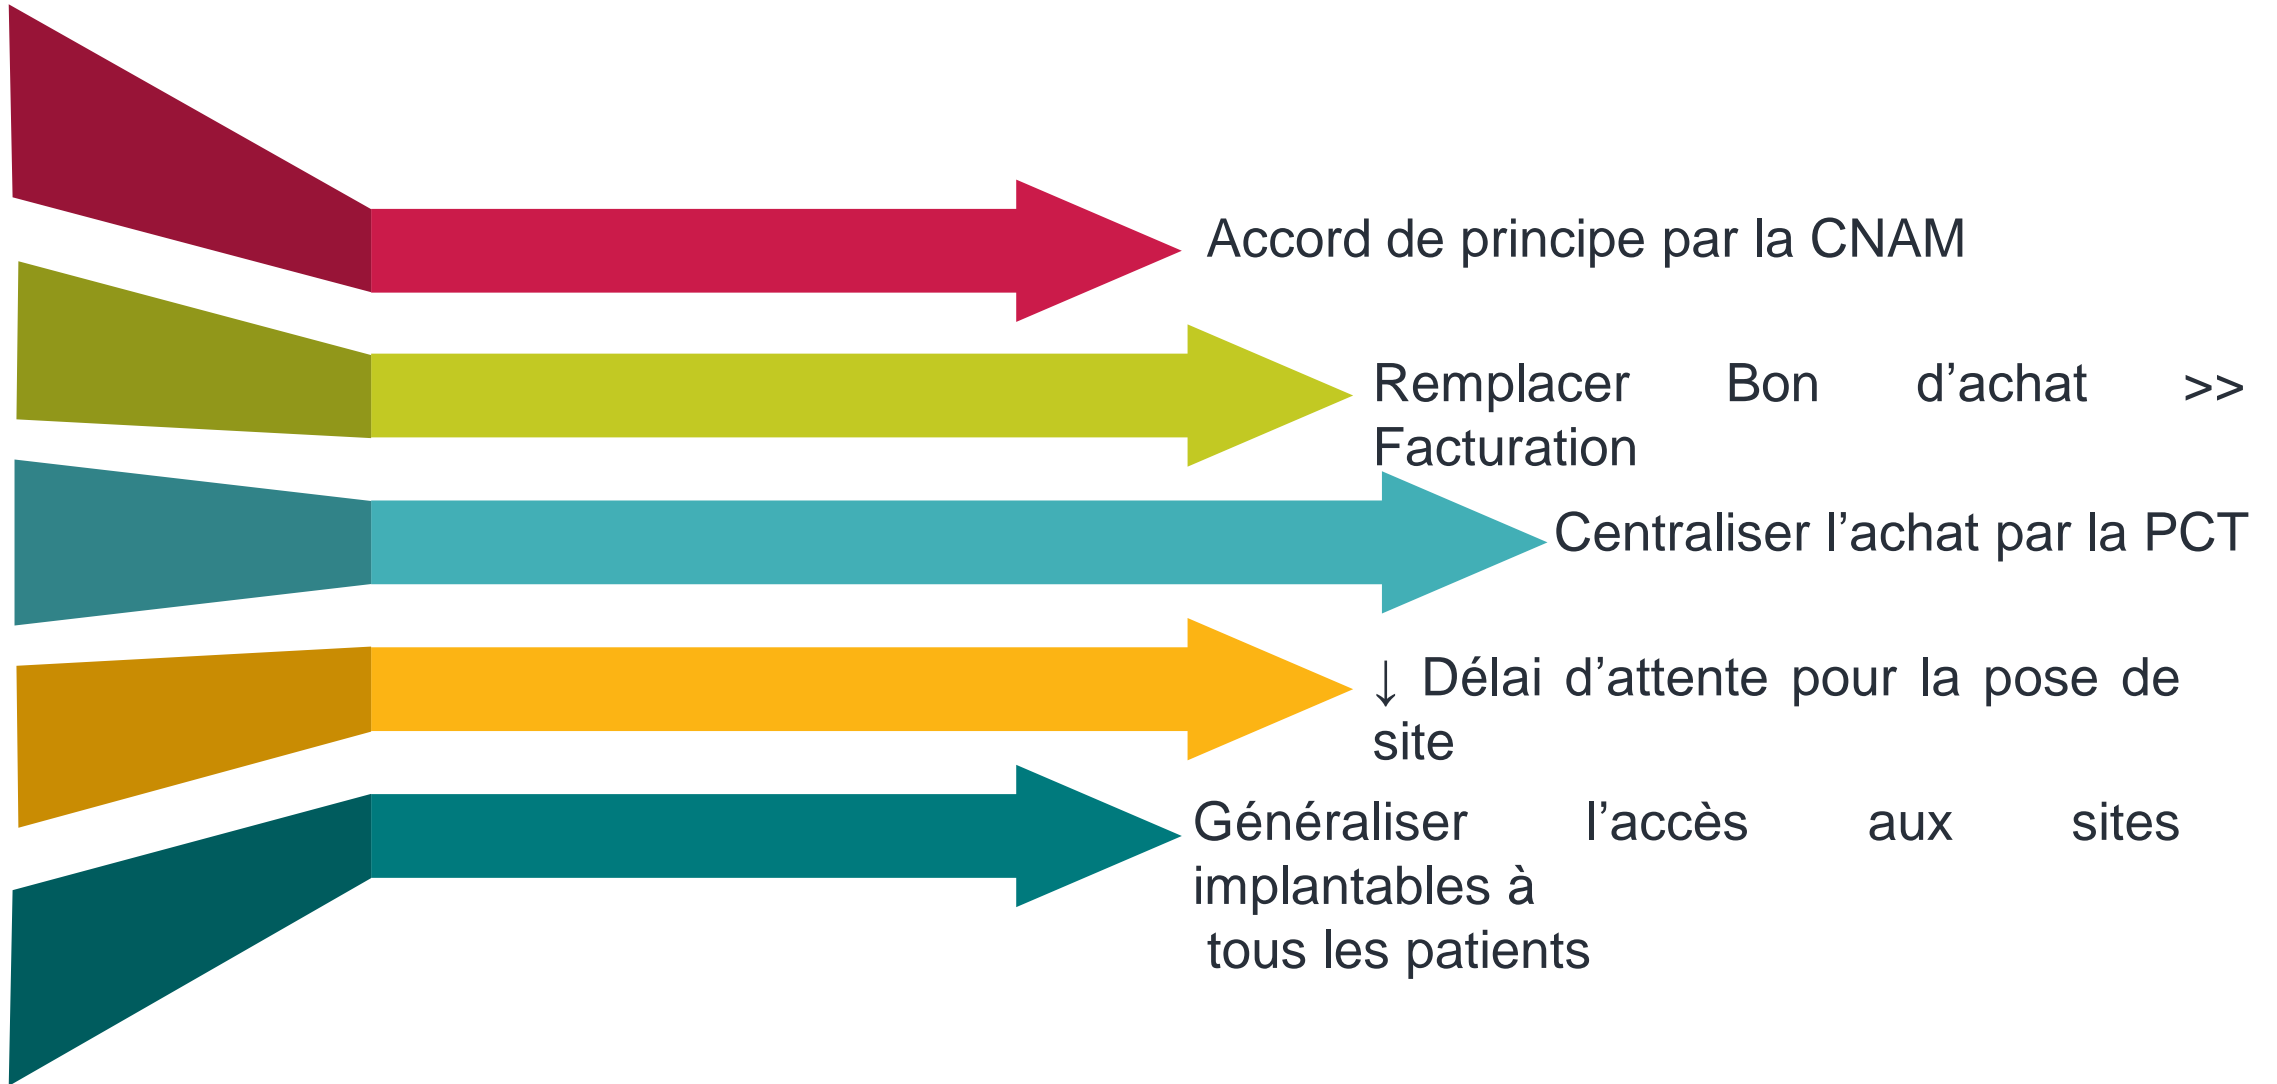 Accord de principe par la CNAM
Remplacer Bon d’achat >>
Facturation
Centraliser l’achat par la PCT
↓ Délai d’attente pour la pose de
site
Généraliser l’accès aux sites
implantables à
tous les patients